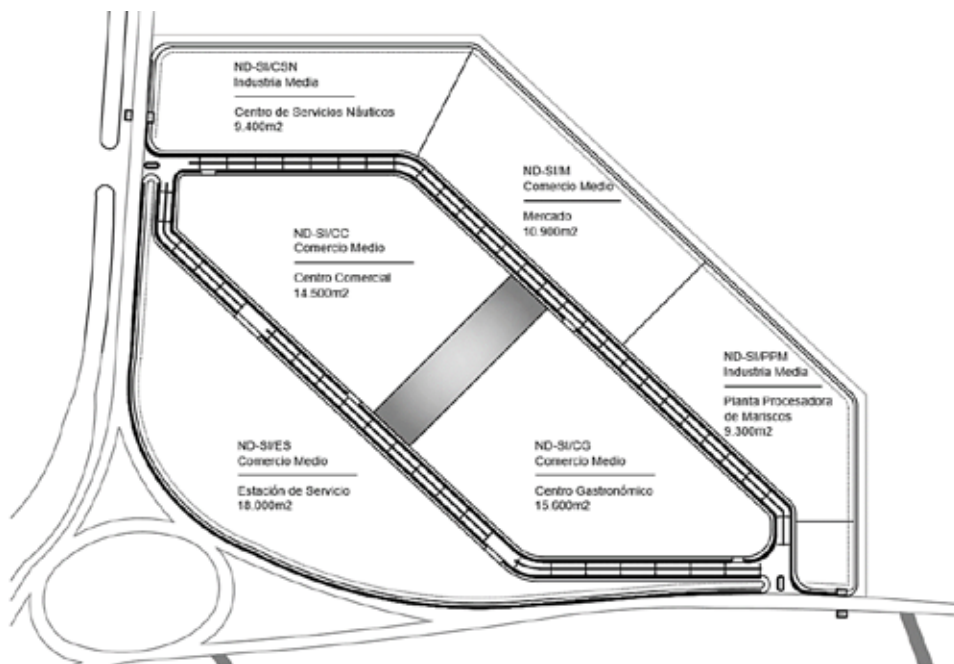 ND-SI/CSN
Industria Media
Centro de Servicios Náuticos
9.400m2
ND-SI/M
Comercio Medio
Mercado
10.900m2
ND-SI/CC
Comercio Medio
Centro Comercial
14.500m2
ND-SI/PPM
Industria Media
Planta Procesadora
de Mariscos
9.300m2
ND-SI/ES
Comercio Medio
Estación de Servicio
18.000m2
ND-SI/CG
Comercio Medio
Centro Gastronómico
15.600m2